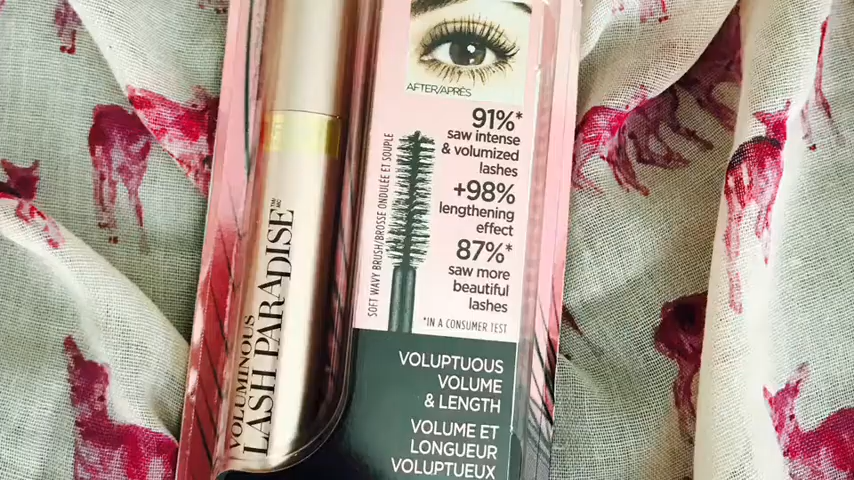 VOLUMINOUS
LASH PARADISE™/MC
AFTER/APRÈS
91%*
saw intense
& volumized
lashes
+98%
lengthening
effect
87%*
saw more
beautiful
lashes
*IN A CONSUMER TEST
SOFT WAVY BRUSH/BROSSE ONDULÉE ET SOUPLE
VOLUPTUOUS
VOLUME
& LENGTH
VOLUME ET
LONGUEUR
VOLUPTUEUX